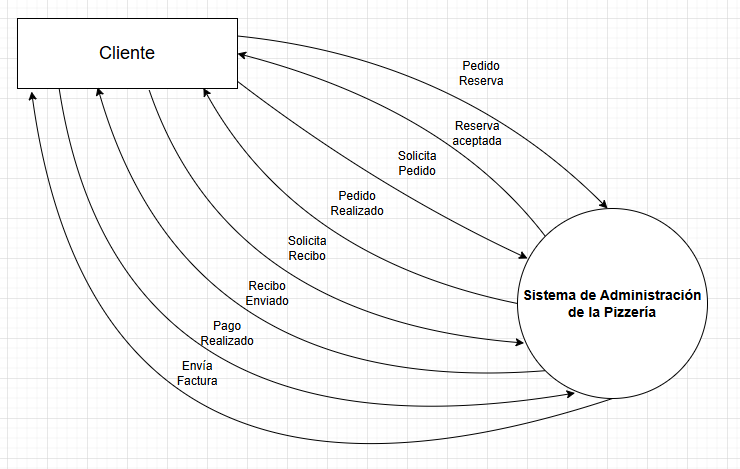 Cliente
Pedido
Reserva
Reserva
aceptada
Solicita
Pedido
Pedido
Realizado
Solicita
Recibo
Recibo
Enviado
Pago
Realizado
Envía
Factura
Sistema de Administración
de la Pizzería